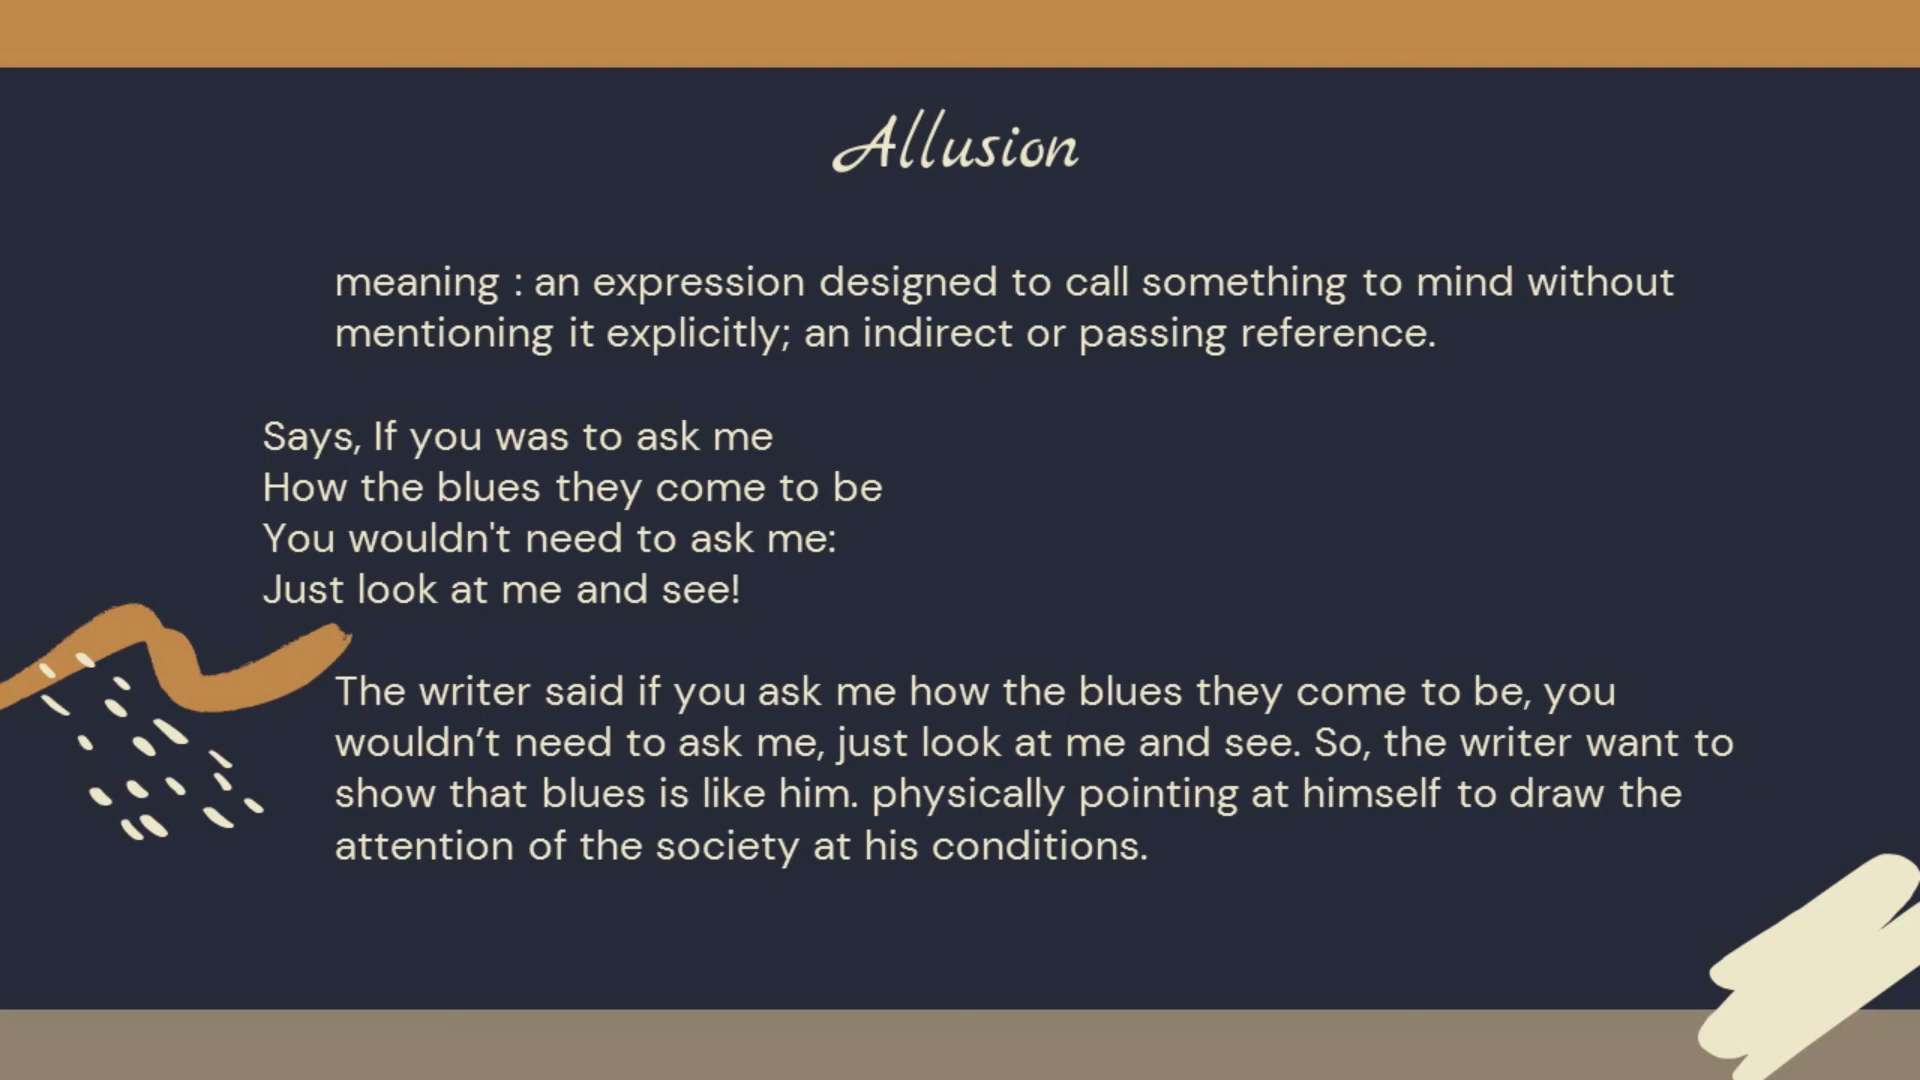 Allusion
meaning : an expression designed to call something to mind without
mentioning it explicitly; an indirect or passing reference.
Says, If you was to ask me
How the blues they come to be
You wouldn't need to ask me:
Just look at me and see!
The writer said if you ask me how the blues they come to be, you
wouldn’t need to ask me, just look at me and see. So, the writer want to
show that blues is like him. physically pointing at himself to draw the
attention of the society at his conditions.